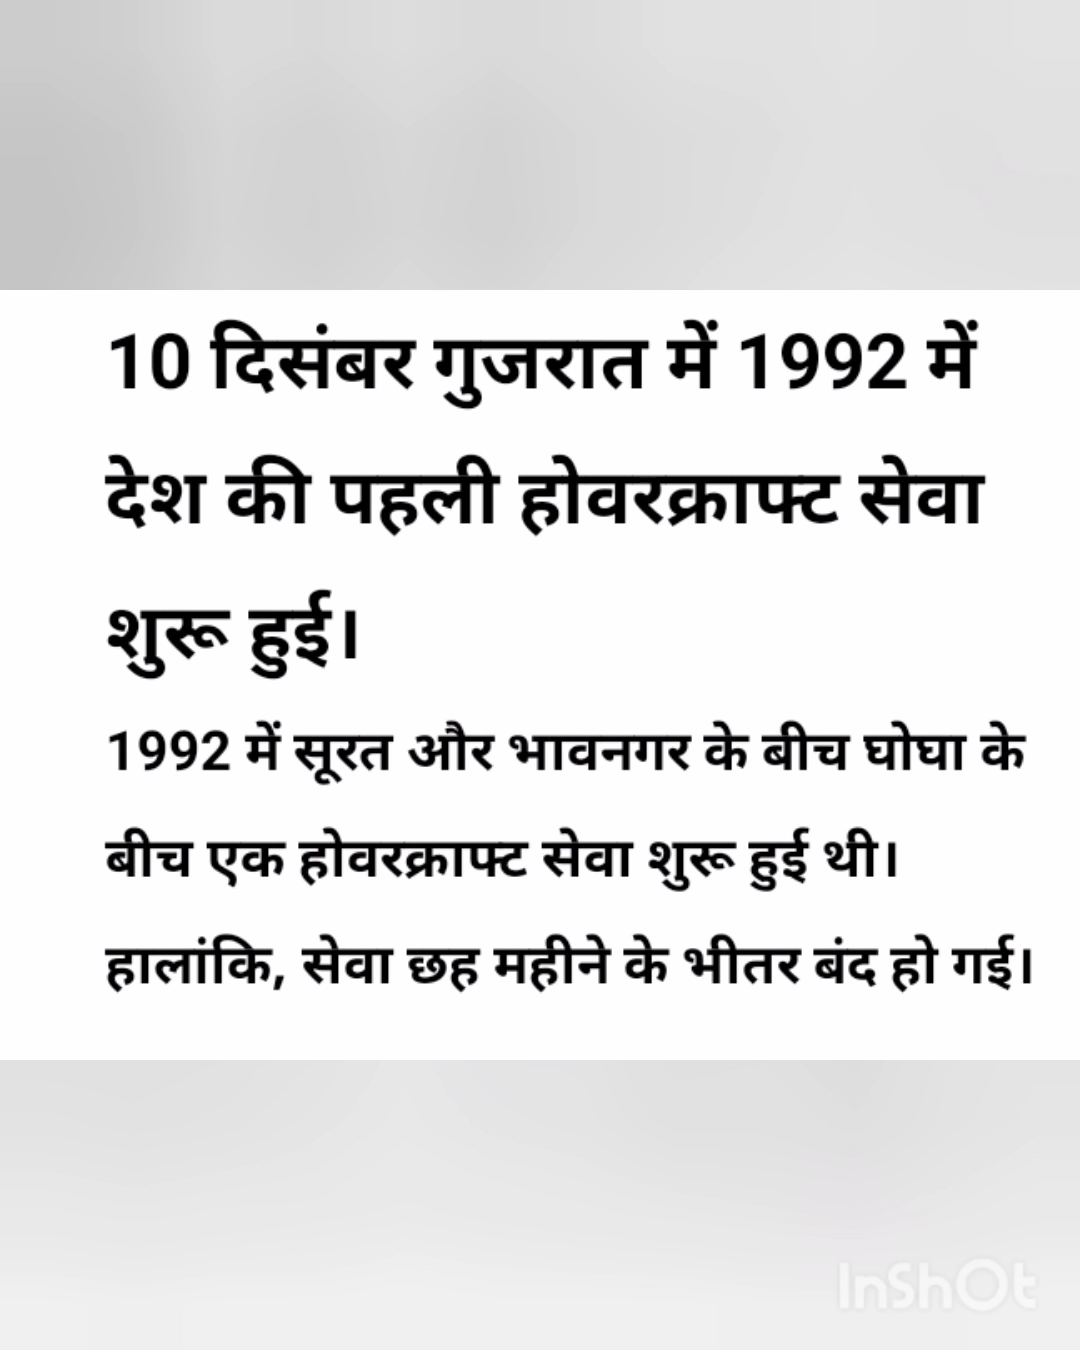 10 दिसंबर गुजरात में 1992 में
देश की पहली होवरक्राफ्ट सेवा
शुरू हुई।
1992 में सूरत और भावनगर के बीच घोघा के
बीच एक होवरक्राफ्ट सेवा शुरू हुई थी।
हालांकि, सेवा छह महीने के भीतर बंद हो गई।
InShOt